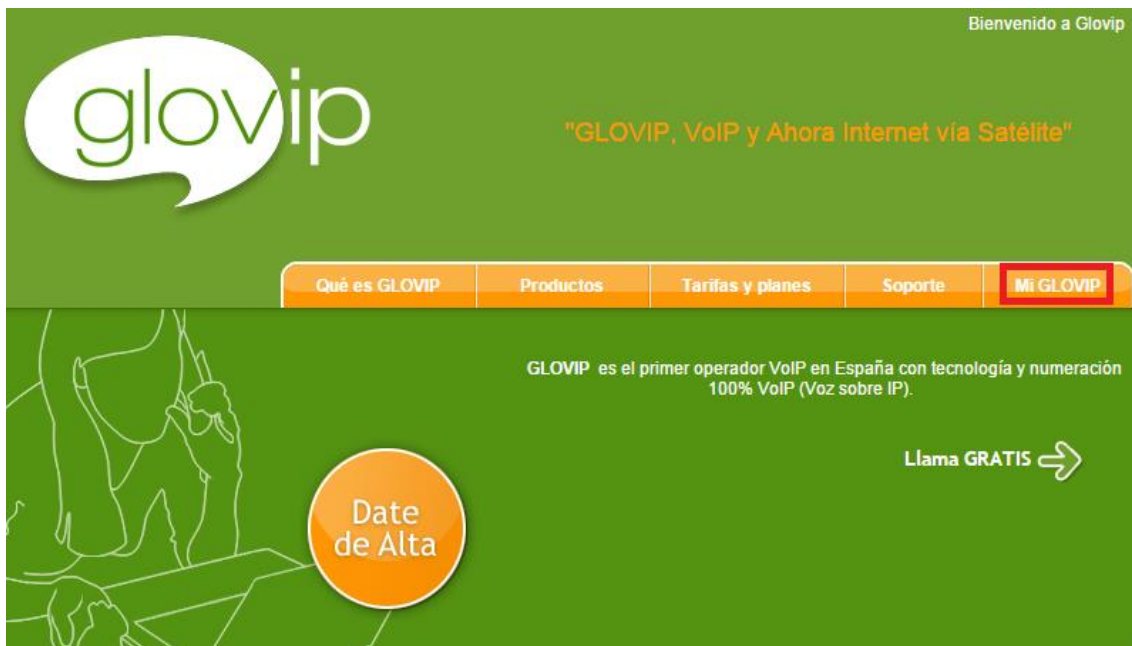 Bienvenido a Glovip
glovip
"GLOVIP, VoIP y Ahora Internet vía Satélite"
Qué es GLOVIP
Productos
Tarifas y planes
Soporte
Mi GLOVIP
GLOVIP es el primer operador VoIP en España con tecnología y numeración
100% VoIP (Voz sobre IP).
Llama GRATIS
Date
de Alta